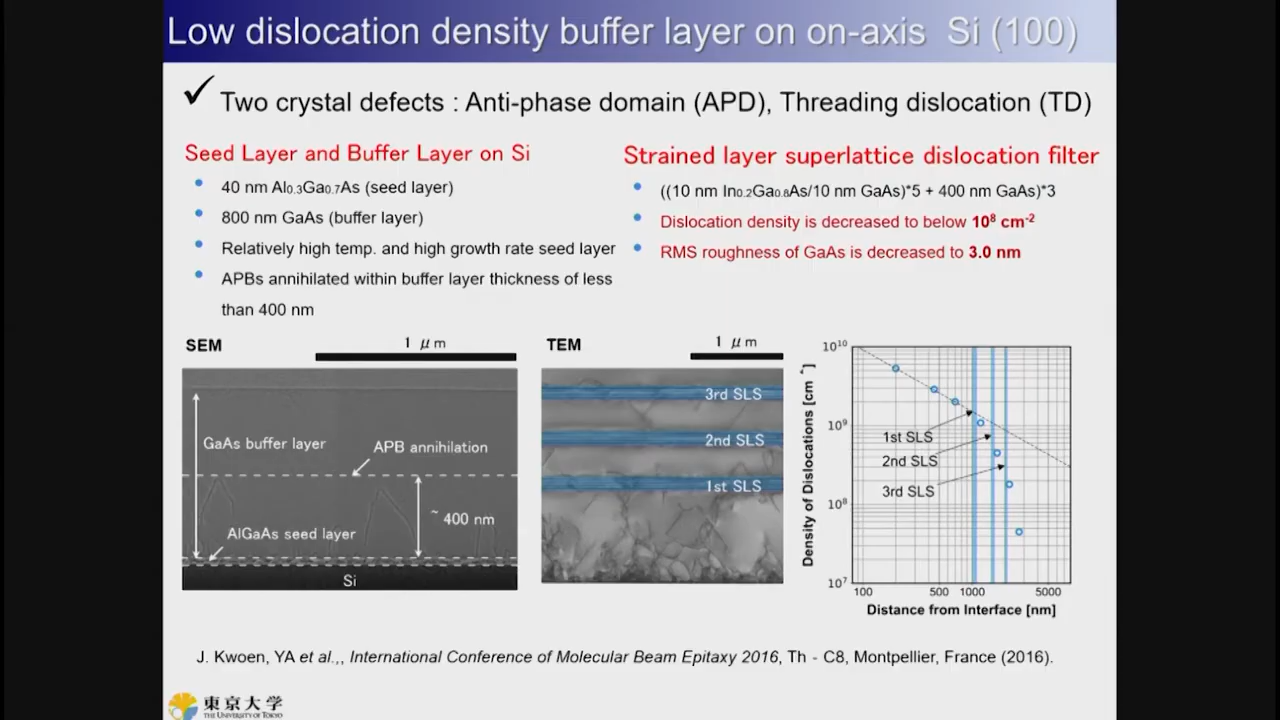 Low dislocation density buffer layer on on-axis Si (100)
✓ Two crystal defects : Anti-phase domain (APD), Threading dislocation (TD)
Seed Layer and Buffer Layer on Si
• 40 nm Al0.3Ga0.7As (seed layer)
• 800 nm GaAs (buffer layer)
• Relatively high temp. and high growth rate seed layer
• APBs annihilated within buffer layer thickness of less
than 400 nm
Strained layer superlattice dislocation filter
• ((10 nm In0.2Ga0.8As/10 nm GaAs)*5 + 400 nm GaAs)*3
• Dislocation density is decreased to below 10⁸ cm⁻²
• RMS roughness of GaAs is decreased to 3.0 nm
SEM
1 μm
GaAs buffer layer
APB annihilation
~ 400 nm
AlGaAs seed layer
Si
TEM
1 μm
3rd SLS
2nd SLS
1st SLS
Density of Dislocations [cm⁻]
10¹⁰
10⁹
10⁸
10⁷
1st SLS
2nd SLS
3rd SLS
100 500 1000 5000
Distance from Interface [nm]
J. Kwoen, YA et al.,, International Conference of Molecular Beam Epitaxy 2016, Th - C8, Montpellier, France (2016).
東京大学
THE UNIVERSITY OF TOKYO